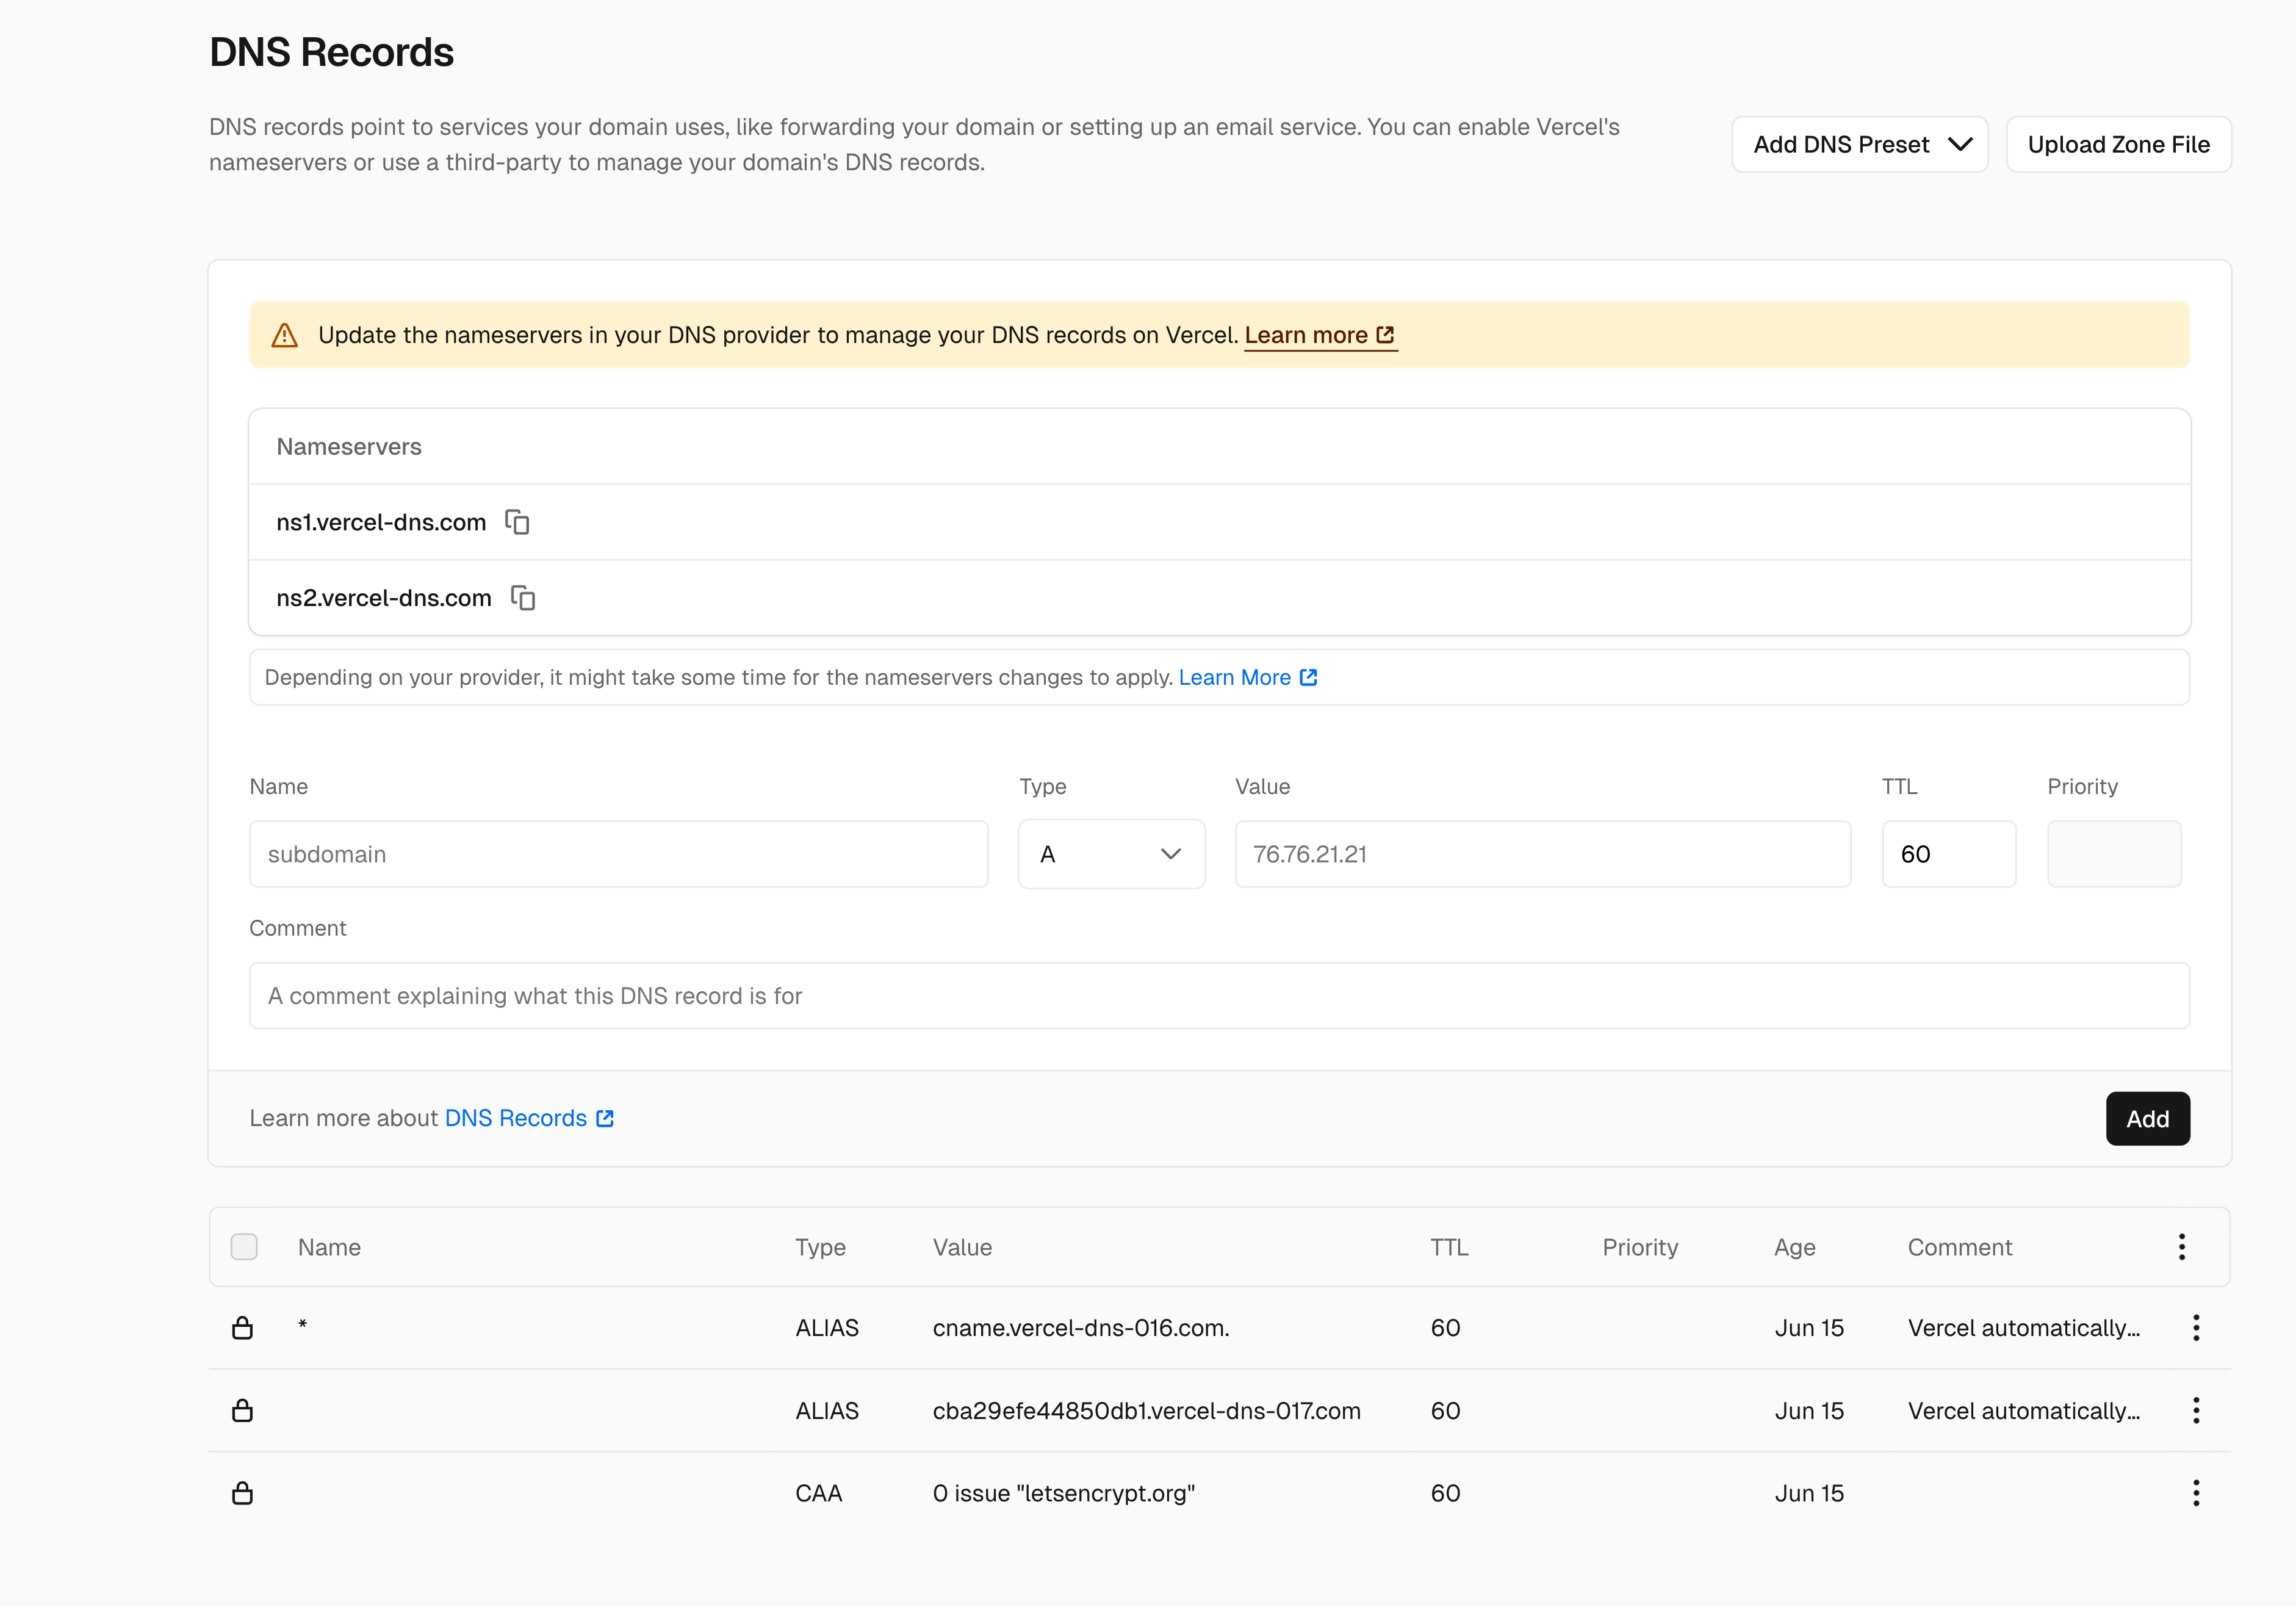 DNS Records
DNS records point to services your domain uses, like forwarding your domain or setting up an email service. You can enable Vercel's
nameservers or use a third-party to manage your domain's DNS records.
Add DNS Preset
Upload Zone File
Update the nameservers in your DNS provider to manage your DNS records on Vercel. Learn more
Nameservers
ns1.vercel-dns.com
ns2.vercel-dns.com
Depending on your provider, it might take some time for the nameservers changes to apply. Learn More
Name Type Value TTL Priority
subdomain A 76.76.21.21 60
Comment
A comment explaining what this DNS record is for
Learn more about DNS Records
Add
Name Type Value TTL Priority Age Comment
* ALIAS cname.vercel-dns-016.com. 60 Jun 15 Vercel automatically...
ALIAS cba29efe44850db1.vercel-dns-017.com 60 Jun 15 Vercel automatically...
CAA 0 issue "letsencrypt.org" 60 Jun 15